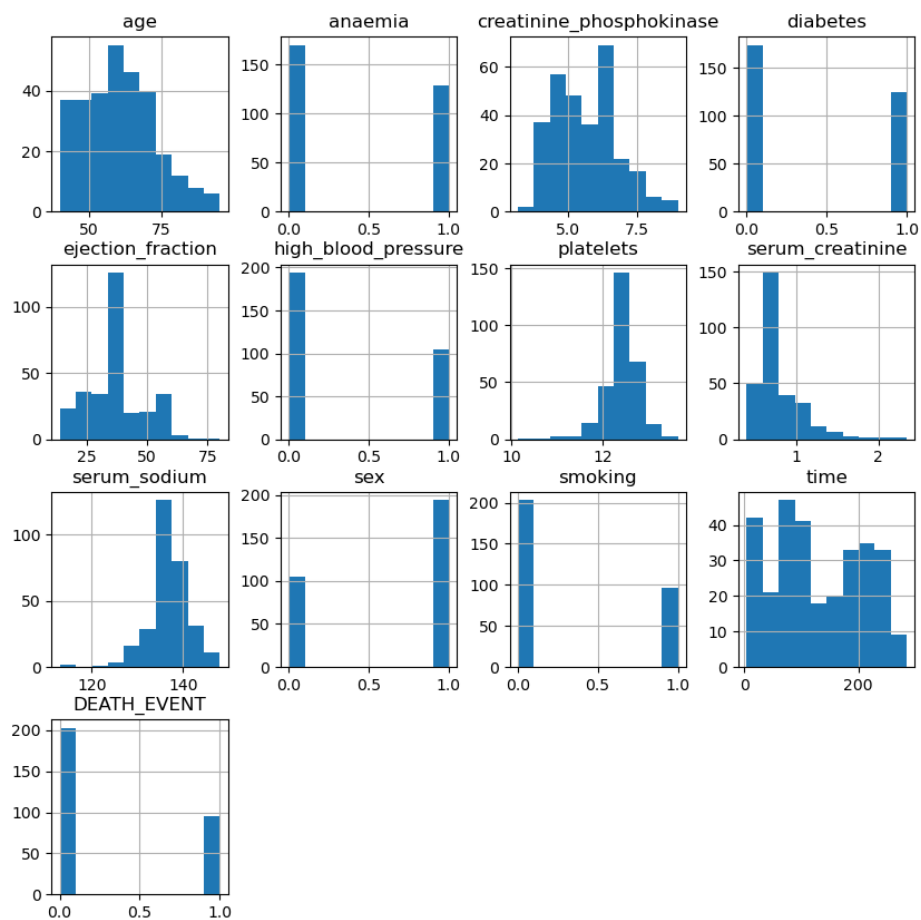 age anaemia creatinine_phosphokinase diabetes
40 20 0 150 100 50 0 60 40 20 0 150 100 50 0
50 75 0.0 0.5 1.0 5.0 7.5 0.0 0.5 1.0
ejection_fraction high_blood_pressure platelets serum_creatinine
100 50 0 200 150 100 50 0 150 100 50 0 150 100 50 0
25 50 75 0.0 0.5 1.0 10 12 1 2
serum_sodium sex smoking time
100 50 0 200 150 100 50 0 200 150 100 50 0 40 30 20 10 0
120 140 0.0 0.5 1.0 0.0 0.5 1.0 0 200
DEATH_EVENT
200 150 100 50 0
0.0 0.5 1.0